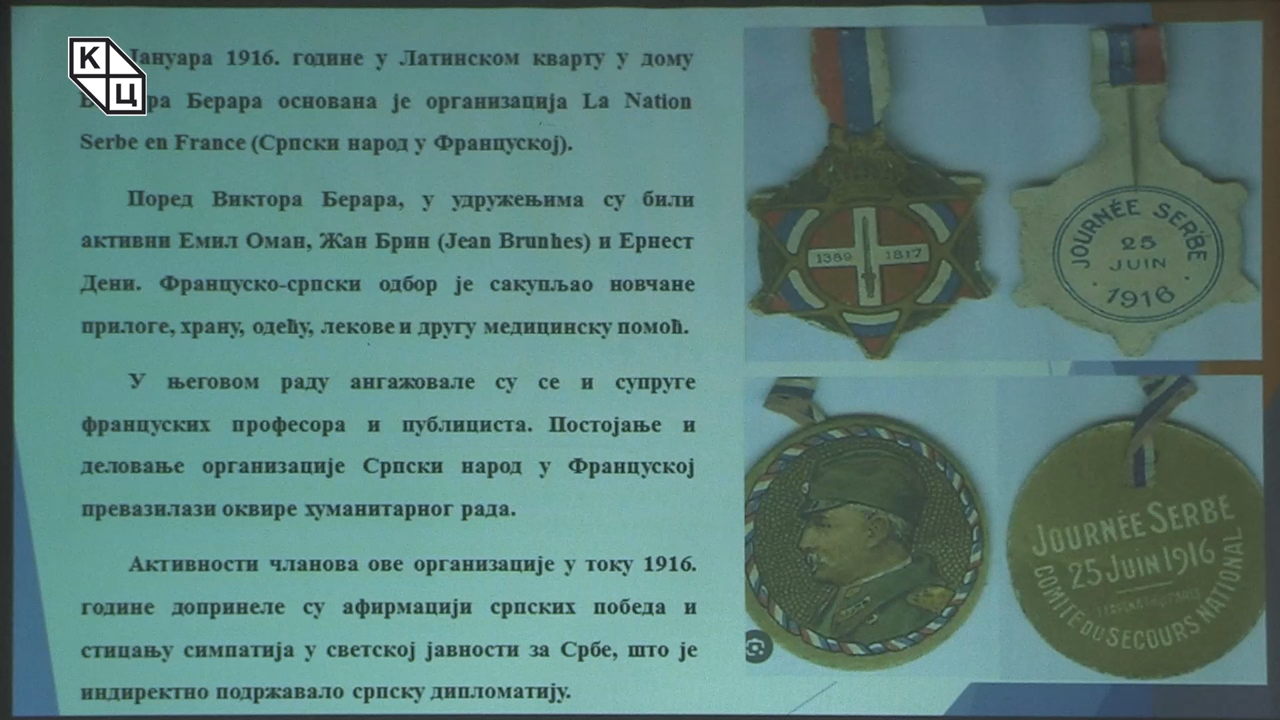 К
Ц
Јануара 1916. године у Латинском кварту у дому
Берара основана је организација La Nation
Serbe en France (Српски народ у Француској).
Поред Виктора Берара, у удружењима су били
активни Емил Оман, Жан Брин (Jean Brunhes) и Ернест
Дени. Француско-српски одбор је сакупљао новчане
прилоге, храну, одећу, лекове и другу медицинску помоћ.
У његовом раду ангажовале су се и супруге
француских професора и публициста. Постојање и
деловање организације Српски народ у Француској
превазилази оквире хуманитарног рада.
Активности чланова ове организације у току 1916.
године допринеле су афирмацији српских победа и
стицању симпатија у светској јавности за Србе, што је
индиректно подржавало српску дипломатију.
1389 1817
JOURNÉE SERBE
25
JUIN
· 1916 ·
JOURNÉE SERBE
25 JUIN 1916
COMITÉ DU SECOURS NATIONAL